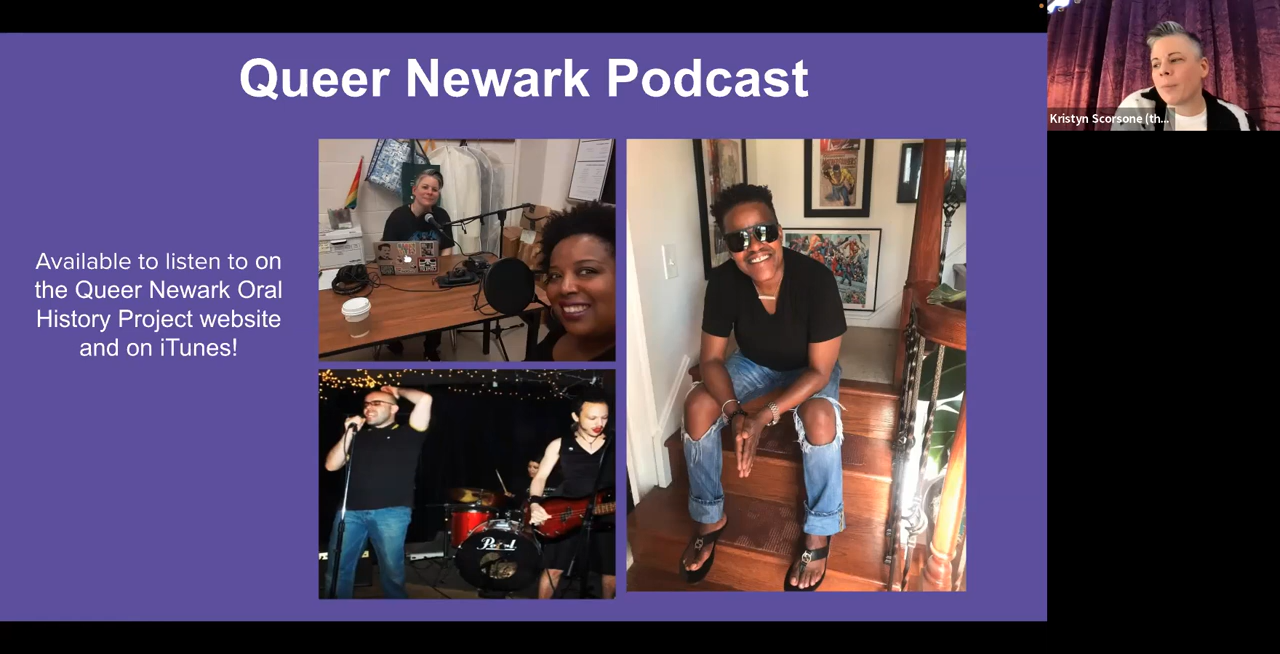 Queer Newark Podcast
Available to listen to on
the Queer Newark Oral
History Project website
and on iTunes!
Pearl
Kristyn Scorsone (th...